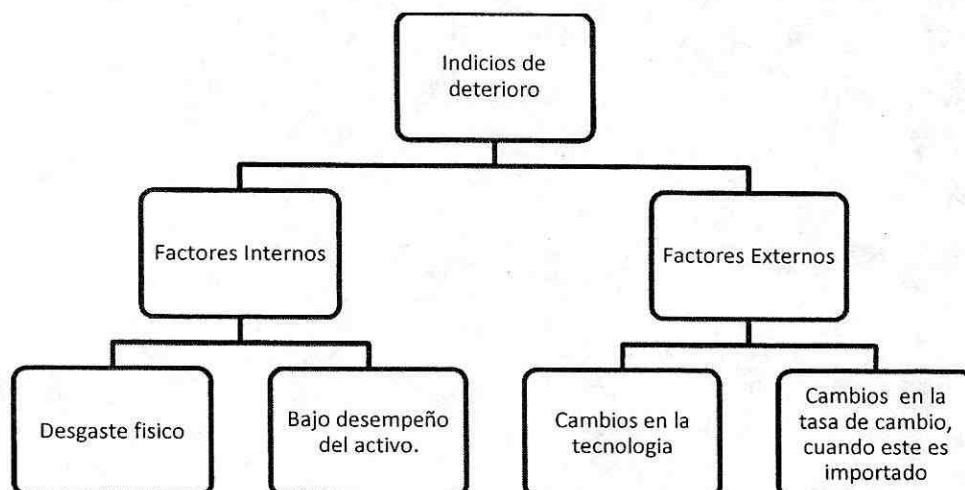 Indicios de
deterioro
Factores Internos
Factores Externos
Desgaste fisico
Bajo desempeño
del activo.
Cambios en la
tecnologia
Cambios en la
tasa de cambio,
cuando este es
importado